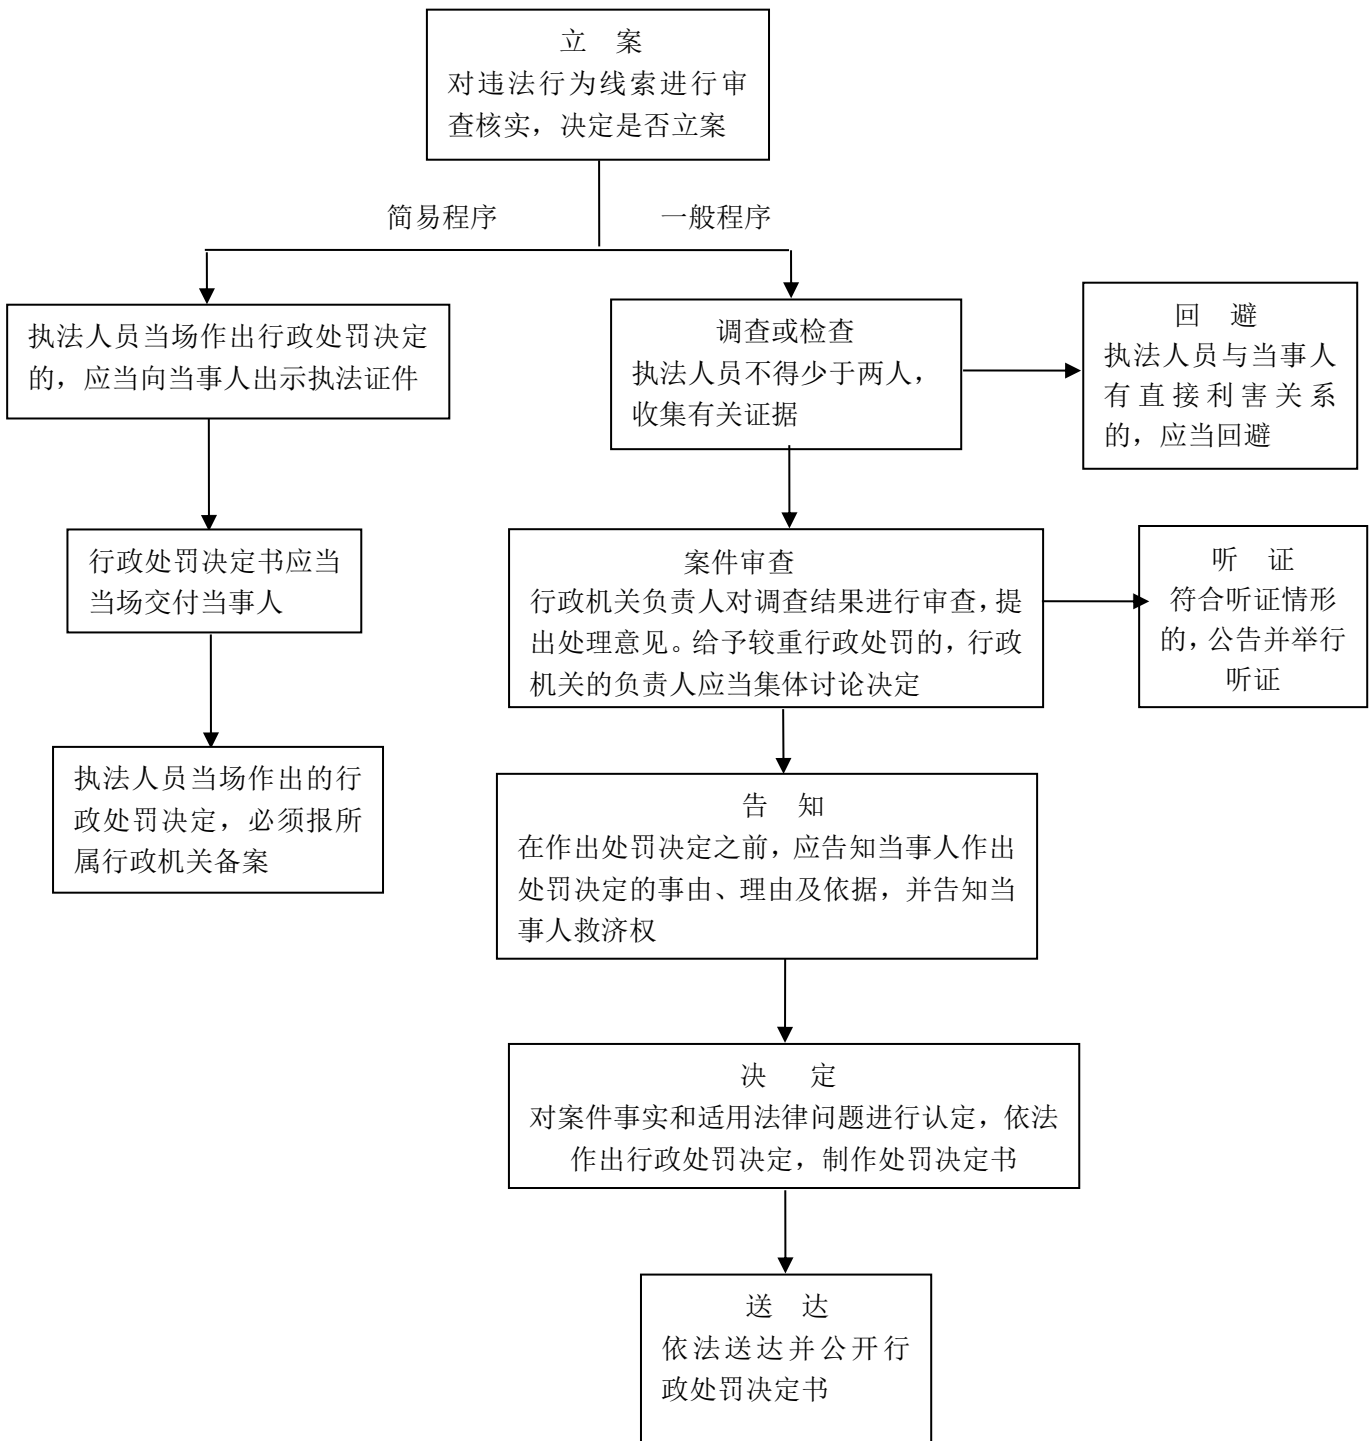 立 案
对违法行为线索进行审
查核实，决定是否立案
简易程序
一般程序
执法人员当场作出行政处罚决定
的，应当向当事人出示执法证件
调查或检查
执法人员不得少于两人，
收集有关证据
回 避
执法人员与当事人
有直接利害关系
的，应当回避
行政处罚决定书应当
当场交付当事人
案件审查
行政机关负责人对调查结果进行审查，提
出处理意见。给予较重行政处罚的，行政
机关的负责人应当集体讨论决定
听 证
符合听证情形
的，公告并举行
听证
执法人员当场作出的行
政处罚决定，必须报所
属行政机关备案
告 知
在作出处罚决定之前，应告知当事人作出
处罚决定的事由、理由及依据，并告知当
事人救济权
决 定
对案件事实和适用法律问题进行认定，依法
作出行政处罚决定，制作处罚决定书
送 达
依法送达并公开行
政处罚决定书